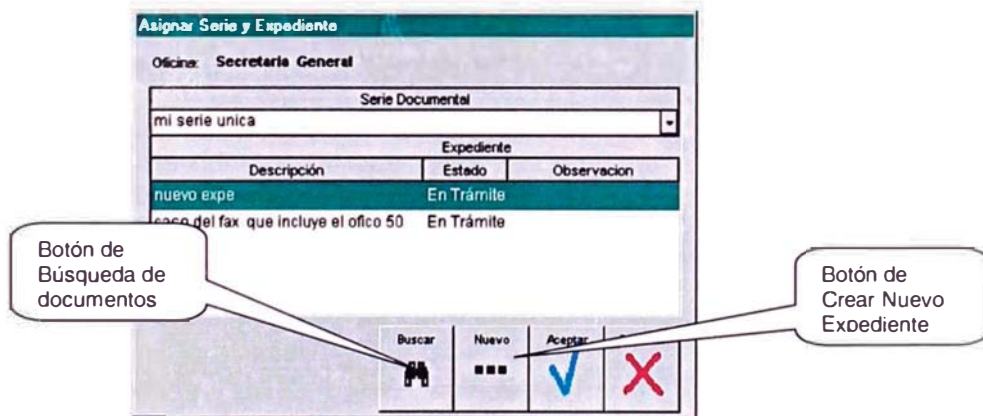 Asignar Serie y Expediente
Oficina: Secretaria General
Serie Documental
mi serie unica
Expediente
Descripción Estado Observacion
nuevo expe En Trámite
del fax que incluye el ofico 50 En Trámite
Botón de
Búsqueda de
documentos
Botón de
Crear Nuevo
Expediente
Buscar Nuevo Aceptar